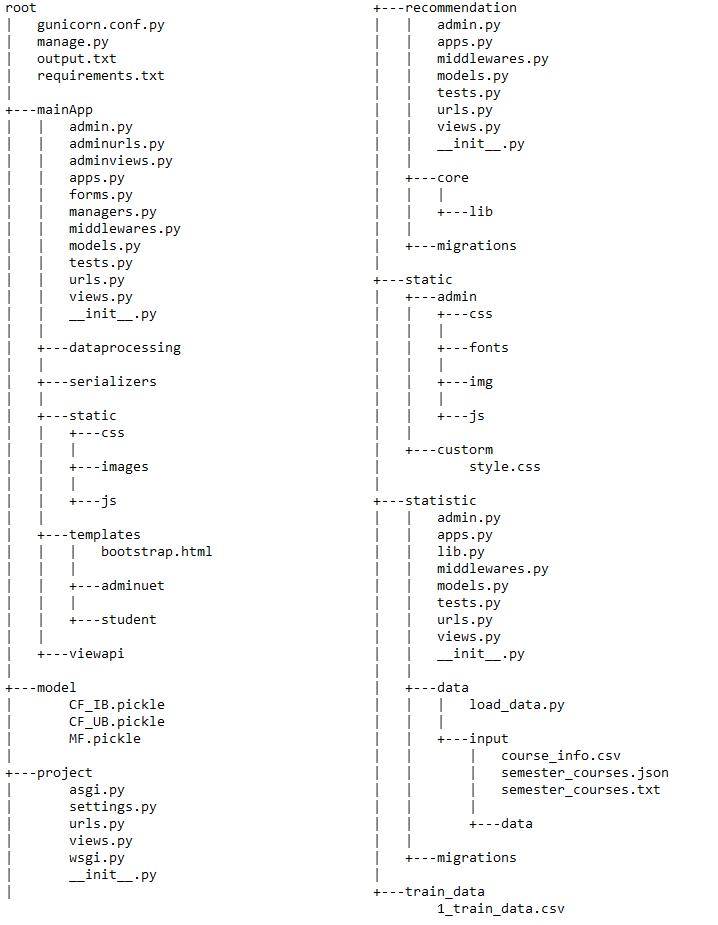 root
|   gunicorn.conf.py
|   manage.py
|   output.txt
|   requirements.txt
|
+---mainApp
|   |   admin.py
|   |   adminurls.py
|   |   adminviews.py
|   |   apps.py
|   |   forms.py
|   |   managers.py
|   |   middlewares.py
|   |   models.py
|   |   tests.py
|   |   urls.py
|   |   views.py
|   |   __init__.py
|   |
|   +---dataprocessing
|   |
|   +---serializers
|   |
|   +---static
|   |   +---css
|   |   |
|   |   +---images
|   |   |
|   |   +---js
|   |
|   +---templates
|   |   |   bootstrap.html
|   |   |
|   |   +---adminuet
|   |   |
|   |   +---student
|   |
|   +---viewapi
|
+---model
|       CF_IB.pickle
|       CF_UB.pickle
|       MF.pickle
|
+---project
|       asgi.py
|       settings.py
|       urls.py
|       views.py
|       wsgi.py
|       __init__.py
|
+---recommendation
|   |   admin.py
|   |   apps.py
|   |   middlewares.py
|   |   models.py
|   |   tests.py
|   |   urls.py
|   |   views.py
|   |   __init__.py
|   |
|   +---core
|   |   |
|   |   +---lib
|   |
|   +---migrations
|
+---static
|   +---admin
|   |   +---css
|   |   |
|   |   +---fonts
|   |   |
|   |   +---img
|   |   |
|   |   +---js
|   |
|   +---custorm
|           style.css
|
+---statistic
|   |   admin.py
|   |   apps.py
|   |   lib.py
|   |   middlewares.py
|   |   models.py
|   |   tests.py
|   |   urls.py
|   |   views.py
|   |   __init__.py
|   |
|   +---data
|   |   |   load_data.py
|   |   |
|   |   +---input
|   |   |   |   course_info.csv
|   |   |   |   semester_courses.json
|   |   |   |   semester_courses.txt
|   |   |   |
|   |   |   +---data
|   |
|   +---migrations
|
+---train_data
        1_train_data.csv